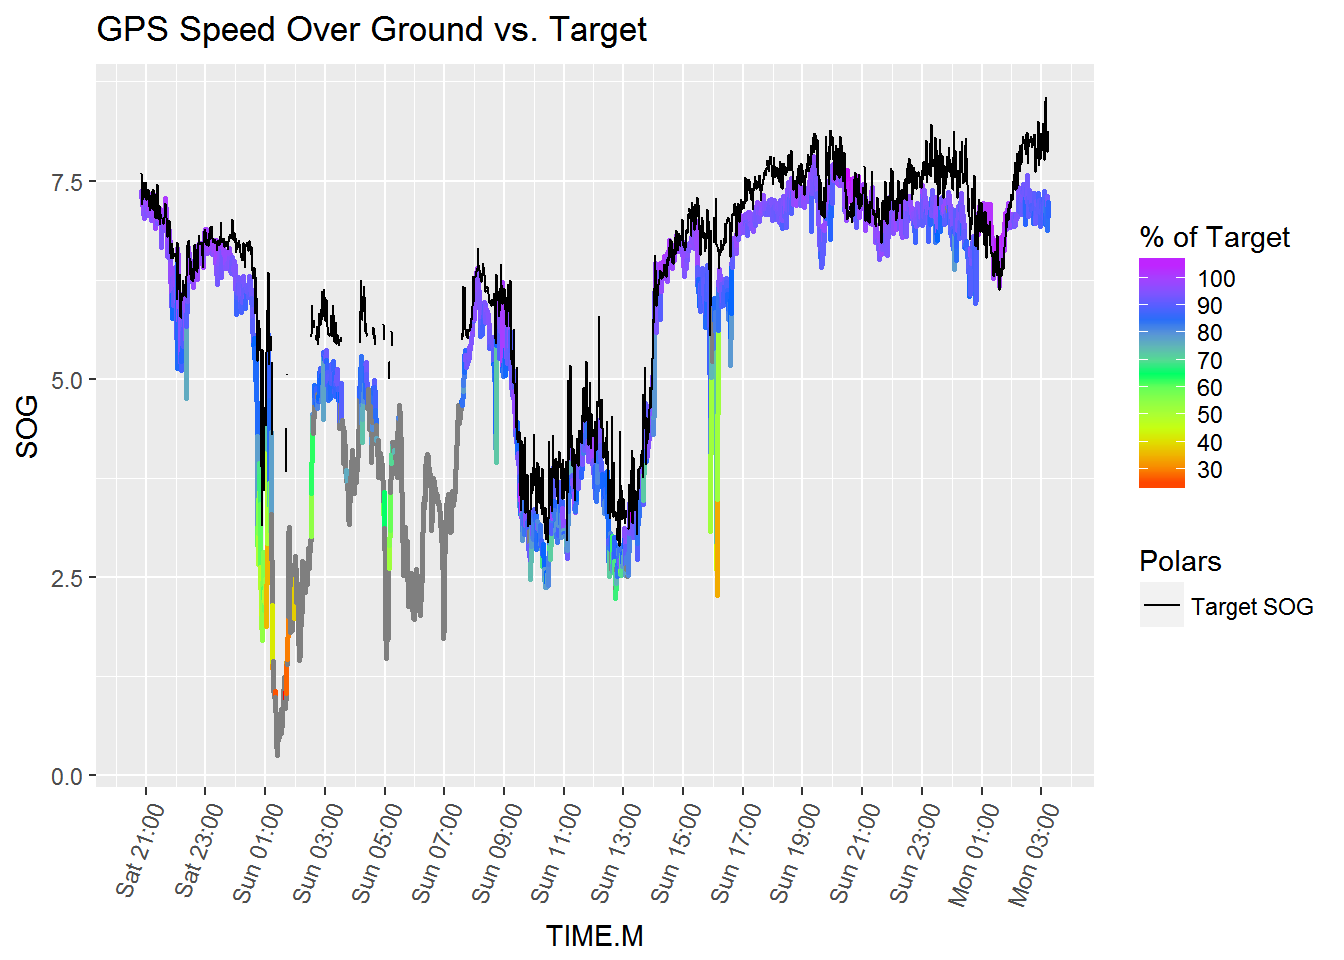 GPS Speed Over Ground vs. Target
7.5
5.0
2.5
0.0
SOG
Sat 21:00
Sat 23:00
Sun 01:00
Sun 03:00
Sun 05:00
Sun 07:00
Sun 09:00
Sun 11:00
Sun 13:00
Sun 15:00
Sun 17:00
Sun 19:00
Sun 21:00
Sun 23:00
Mon 01:00
Mon 03:00
TIME.M
% of Target
100
90
80
70
60
50
40
30
Polars
Target SOG